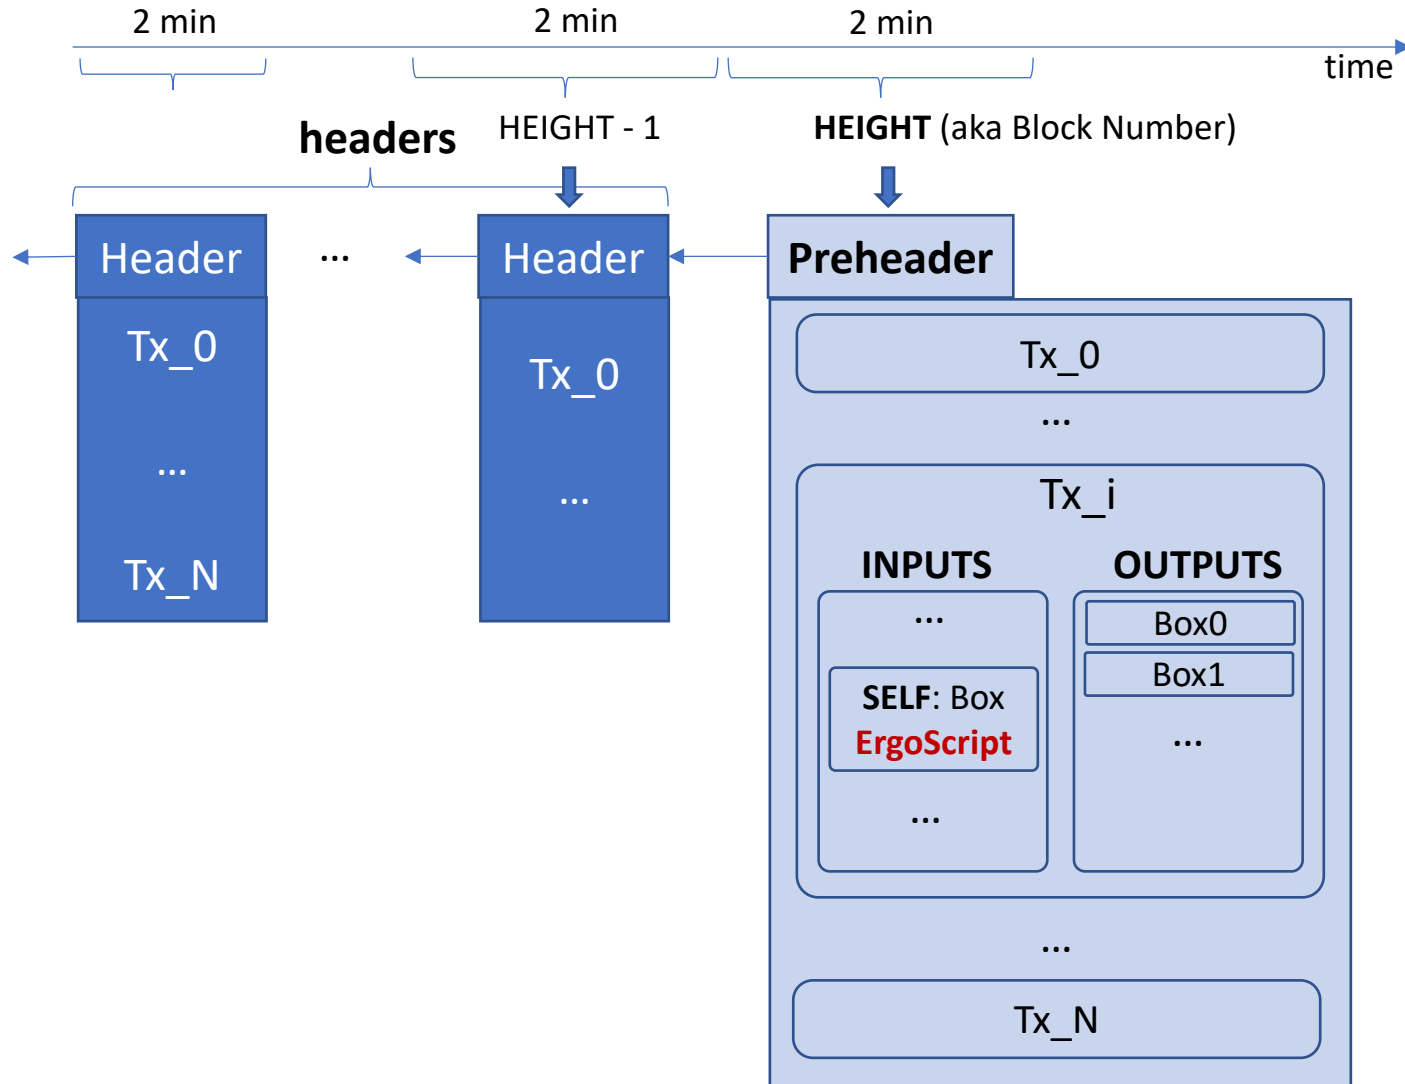 2 min
2 min
2 min
time
headers
HEIGHT - 1
HEIGHT (aka Block Number)
Header
...
Header
Preheader
Tx_0
...
Tx_N
Tx_0
...
Tx_0
...
Tx_i
INPUTS
OUTPUTS
...
SELF: Box
ErgoScript
...
Box0
Box1
...
...
Tx_N